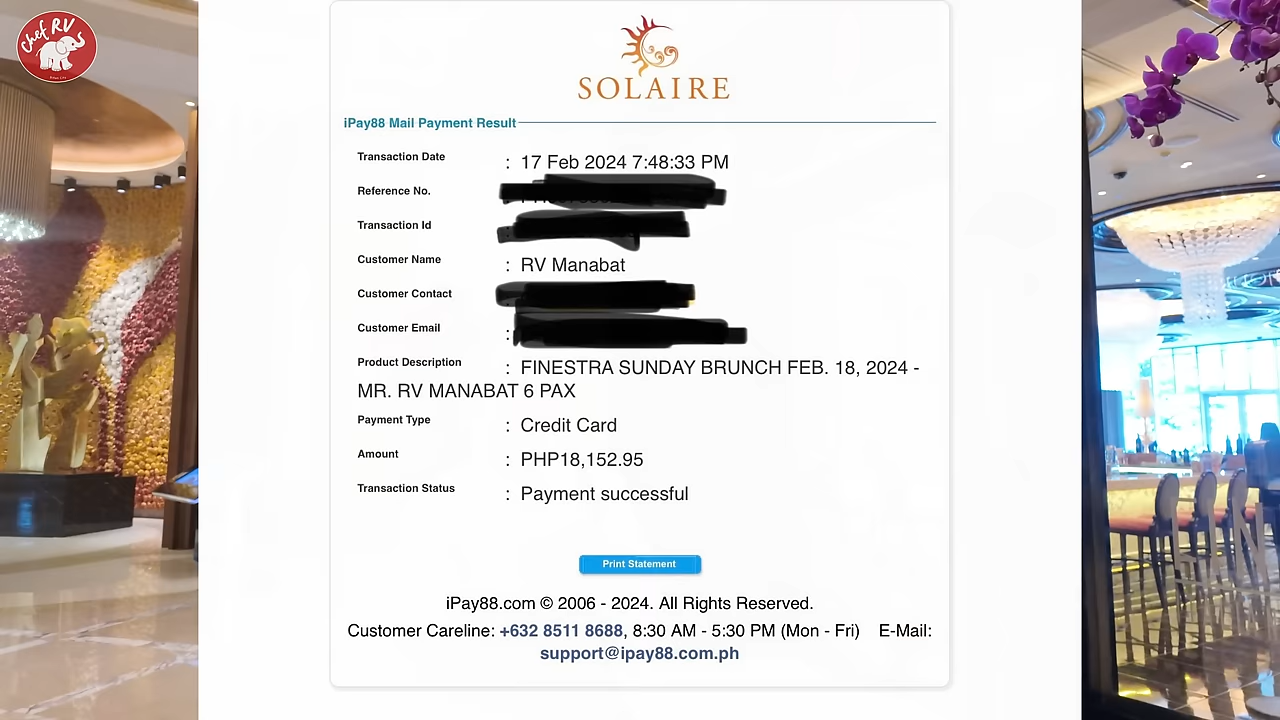 Chef RV
SOLAIRE
iPay88 Mail Payment Result
Transaction Date : 17 Feb 2024 7:48:33 PM
Reference No. :
Transaction Id
Customer Name : RV Manabat
Customer Contact
Customer Email :
Product Description : FINESTRA SUNDAY BRUNCH FEB. 18, 2024 -
MR. RV MANABAT 6 PAX
Payment Type : Credit Card
Amount : PHP18,152.95
Transaction Status : Payment successful
Print Statement
iPay88.com © 2006 - 2024. All Rights Reserved.
Customer Careline: +632 8511 8688, 8:30 AM - 5:30 PM (Mon - Fri) E-Mail:
support@ipay88.com.ph